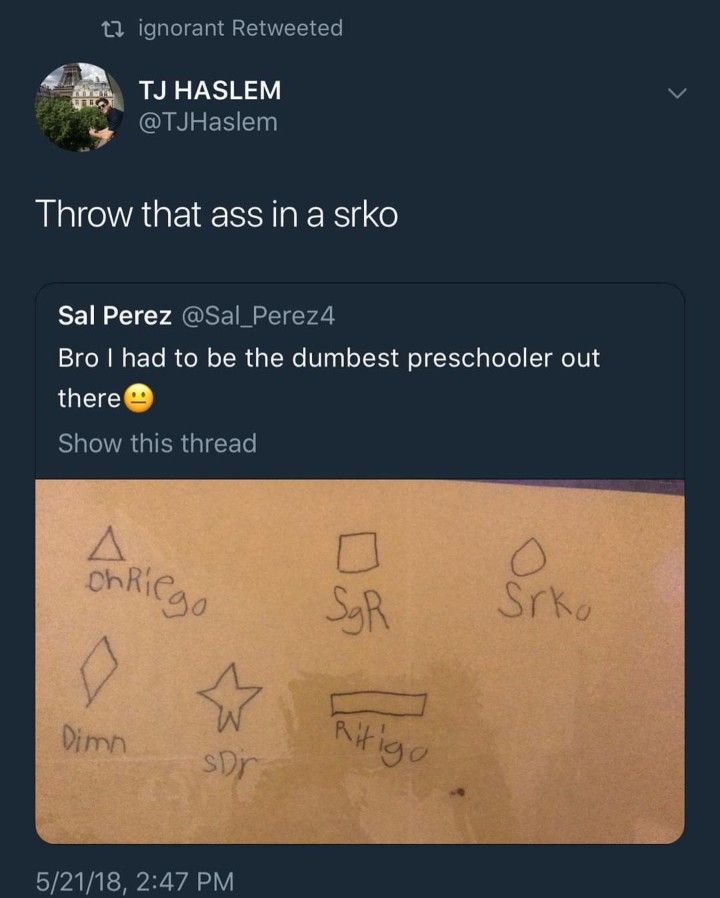 ignorant Retweeted
TJ HASLEM
@TJHaslem
Throw that ass in a srko
Sal Perez @Sal_Perez4
Bro I had to be the dumbest preschooler out
there😐
Show this thread
chRiego
SgR
Srko
Dimn
sDr
Ritigo
5/21/18, 2:47 PM